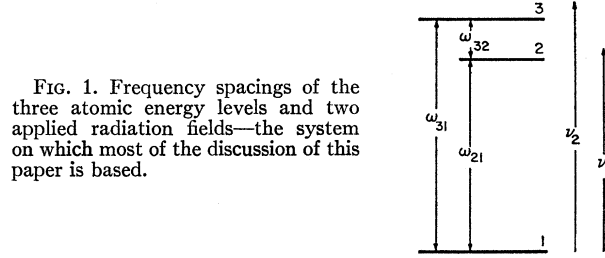 FIG. 1. Frequency spacings of the
three atomic energy levels and two
applied radiation fields—the system
on which most of the discussion of this
paper is based.
3
ω32
2
ω31
ω21
ν2
ν
1